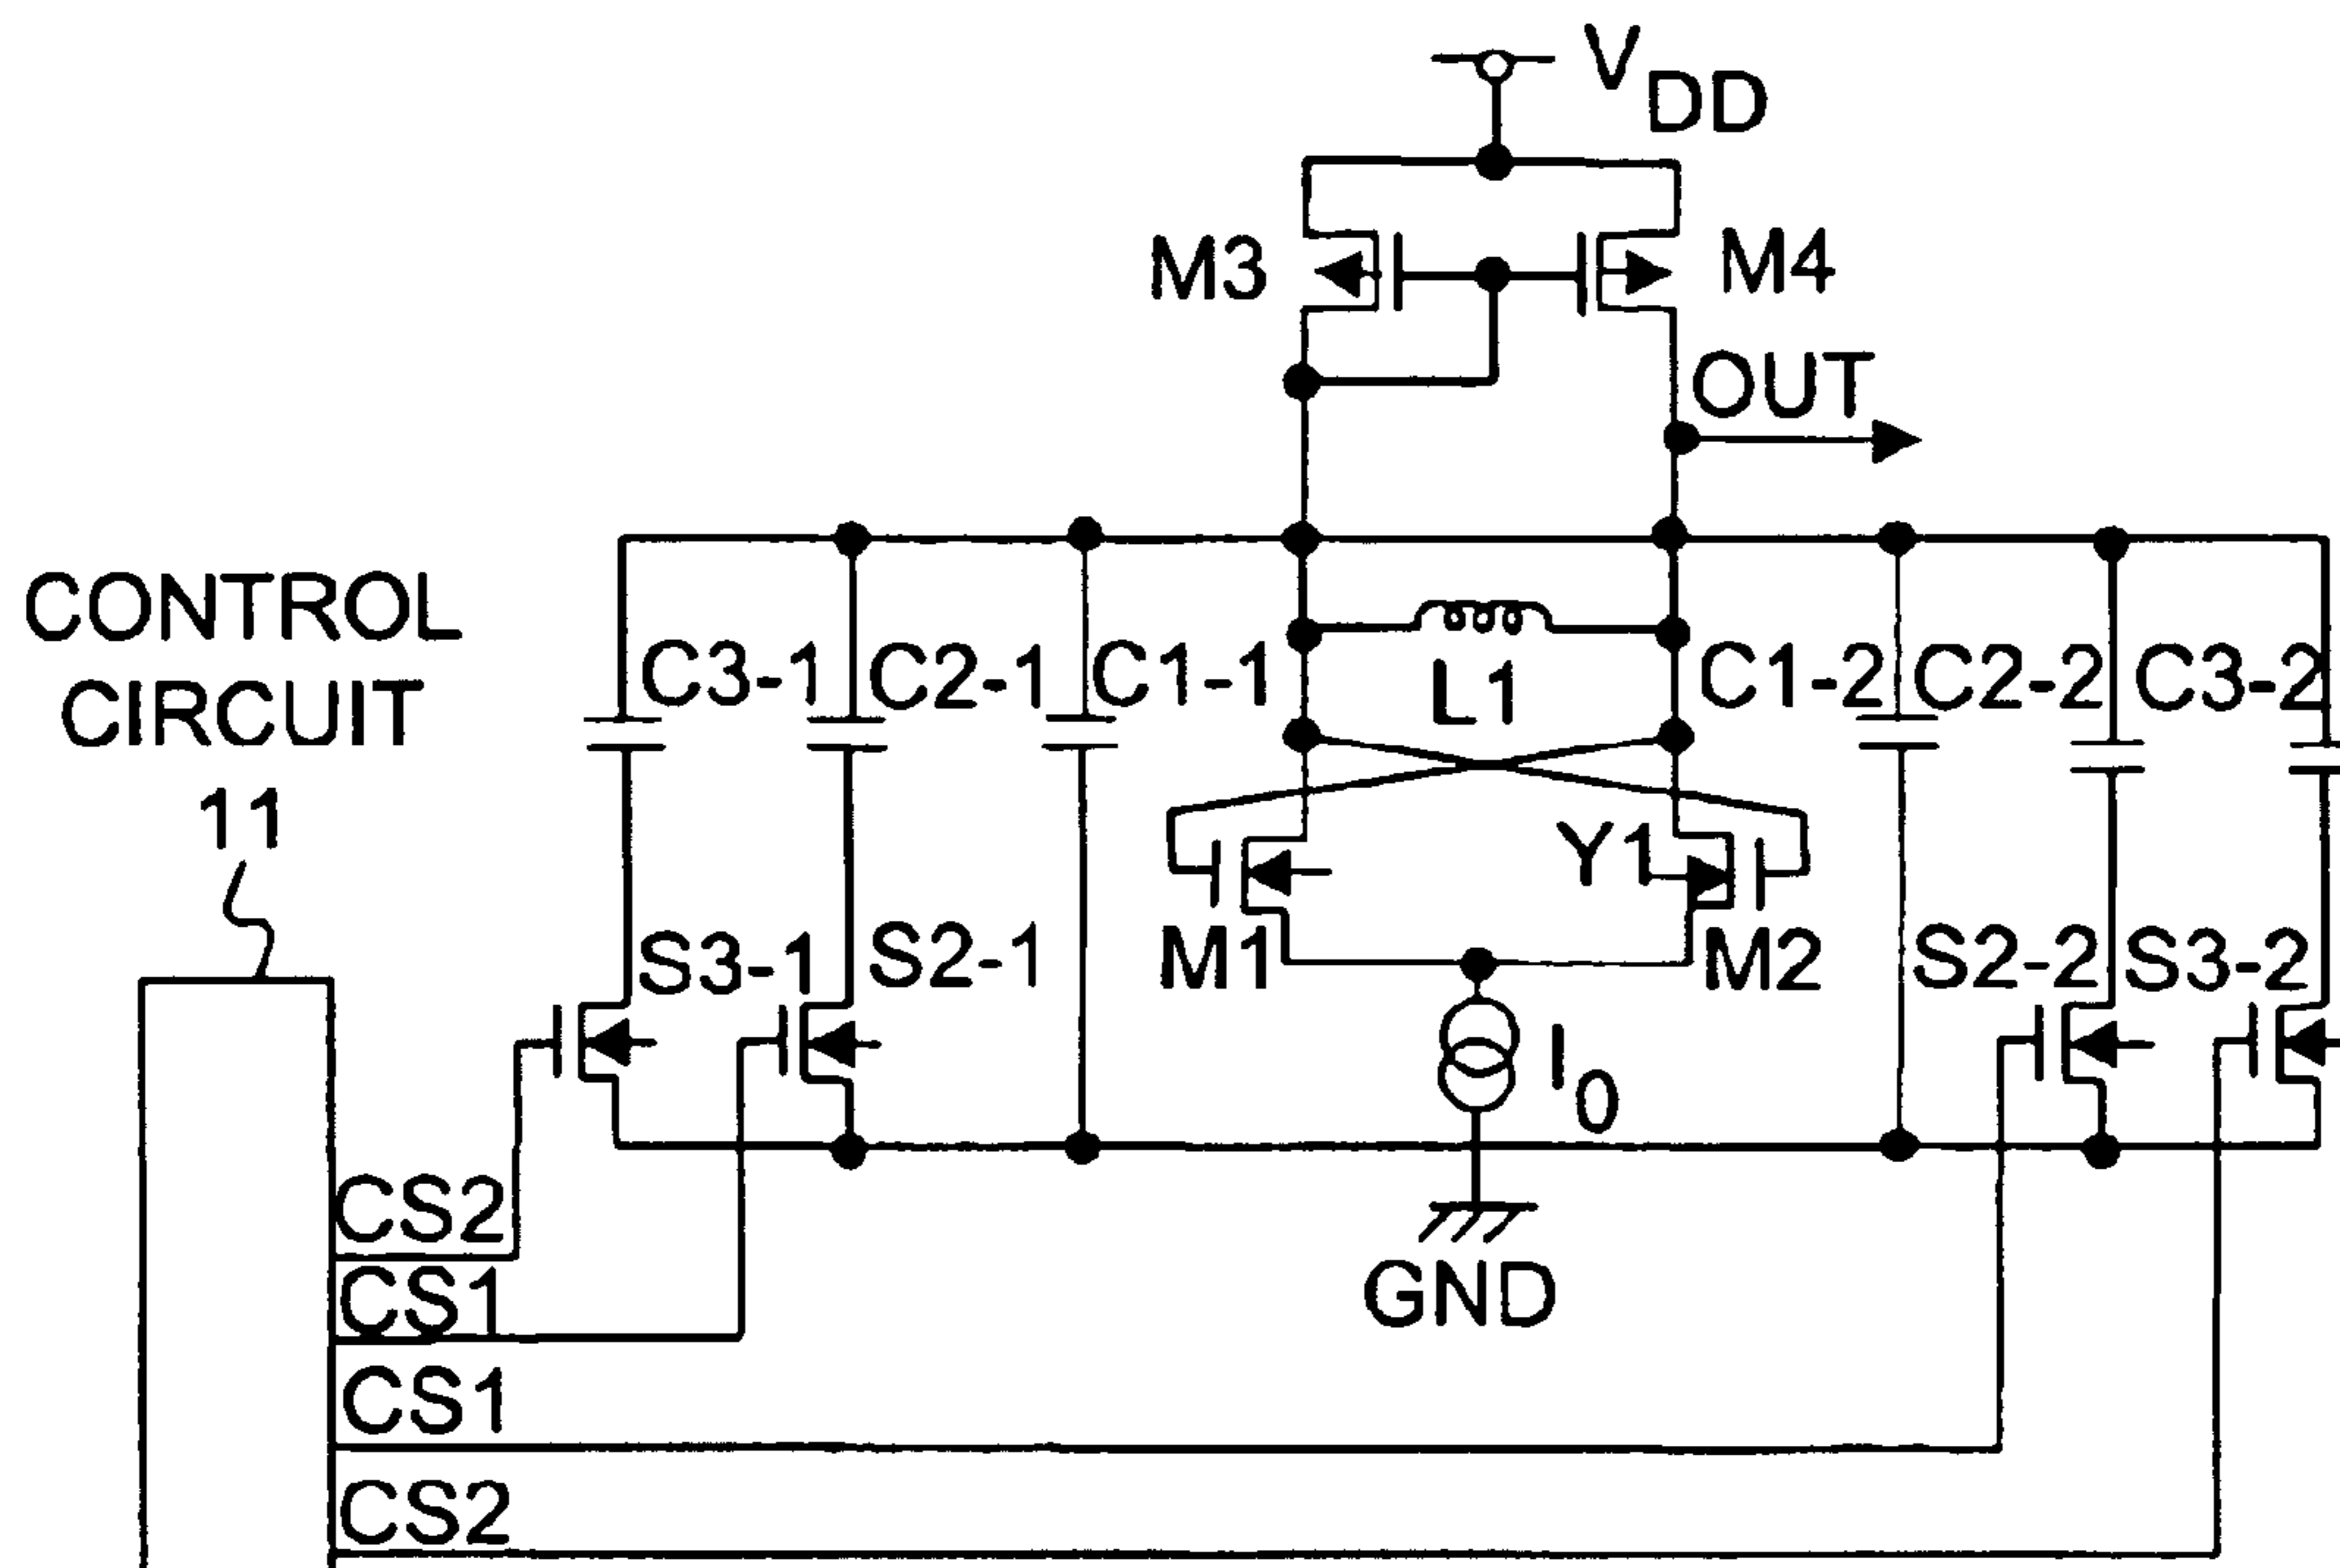 VDD
M3
M4
OUT
CONTROL
CIRCUIT
11
C3-1
C2-1
C1-1
L1
C1-2
C2-2
C3-2
Y1
S3-1
S2-1
M1
M2
S2-2
S3-2
I0
CS2
CS1
GND
CS1
CS2